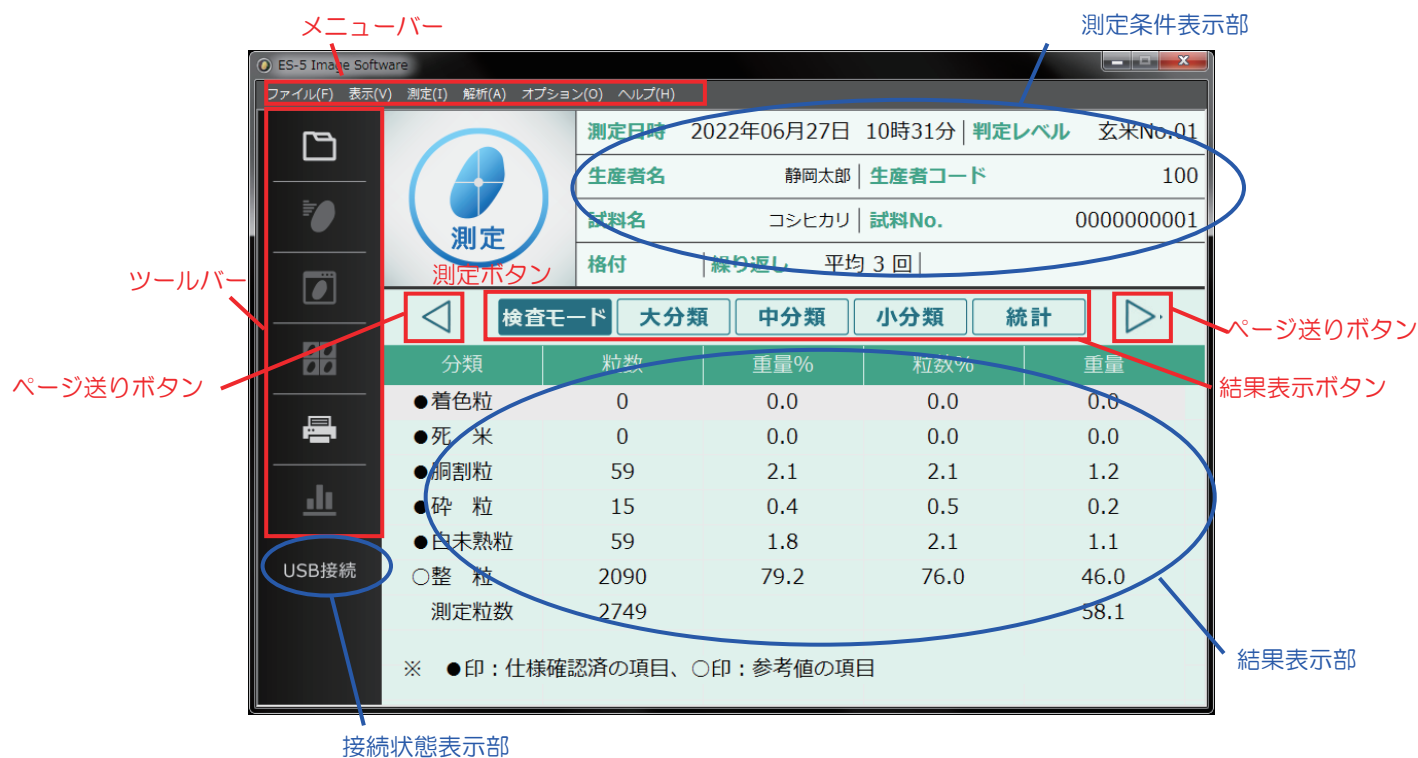 メニューバー
測定条件表示部
ES-5 Image Software
ファイル(F) 表示(V) 測定(I) 解析(A) オプション(O) ヘルプ(H)
測定日時 2022年06月27日 10時31分 判定レベル 玄米No.01
生産者名 静岡太郎 生産者コード 100
試料名 コシヒカリ 試料No. 0000000001
格付 繰り返し 平均 3 回
測定
測定ボタン
ツールバー
検査モード 大分類 中分類 小分類 統計
ページ送りボタン
ページ送りボタン
結果表示ボタン
分類 粒数 重量% 粒数% 重量
●着色粒 0 0.0 0.0 0.0
●死 米 0 0.0 0.0 0.0
●胴割粒 59 2.1 2.1 1.2
●砕 粒 15 0.4 0.5 0.2
●白未熟粒 59 1.8 2.1 1.1
○整 粒 2090 79.2 76.0 46.0
測定粒数 2749 58.1
※ ●印：仕様確認済の項目、○印：参考値の項目
USB接続
結果表示部
接続状態表示部